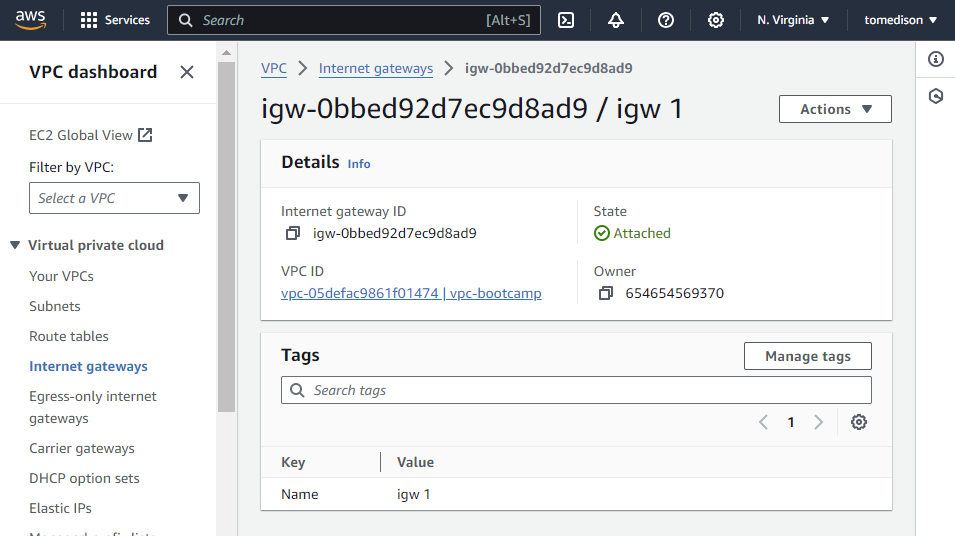 aws Services Search [Alt+S] N. Virginia tomedison
VPC dashboard
EC2 Global View
Filter by VPC:
Select a VPC
Virtual private cloud
Your VPCs
Subnets
Route tables
Internet gateways
Egress-only internet
gateways
Carrier gateways
DHCP option sets
Elastic IPs
VPC > Internet gateways > igw-0bbed92d7ec9d8ad9
igw-0bbed92d7ec9d8ad9 / igw 1
Actions
Details Info
Internet gateway ID
igw-0bbed92d7ec9d8ad9
State
Attached
VPC ID
vpc-05defac9861f01474 | vpc-bootcamp
Owner
654654569370
Tags
Manage tags
Search tags
1
Key Value
Name igw 1